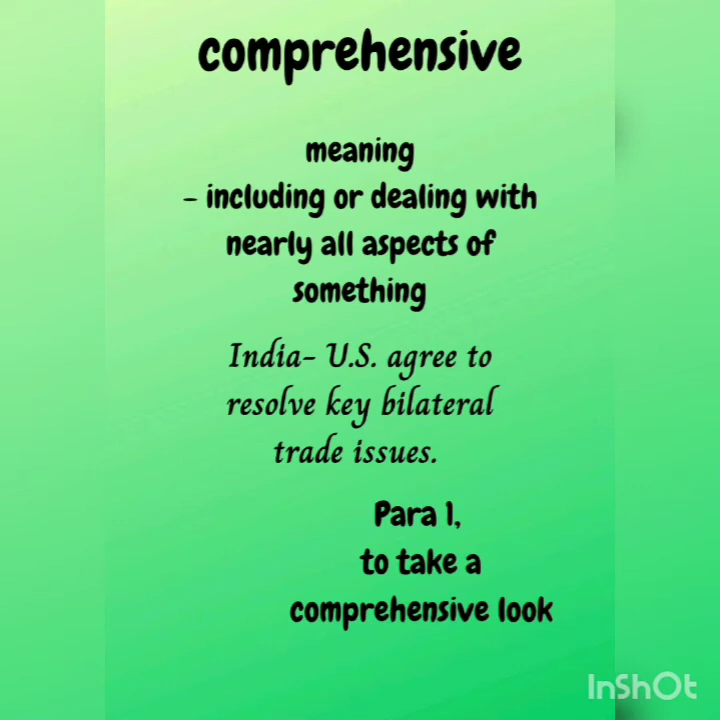 comprehensive
meaning
- including or dealing with
nearly all aspects of
something
India- U.S. agree to
resolve key bilateral
trade issues.
Para 1,
to take a
comprehensive look
InShOt